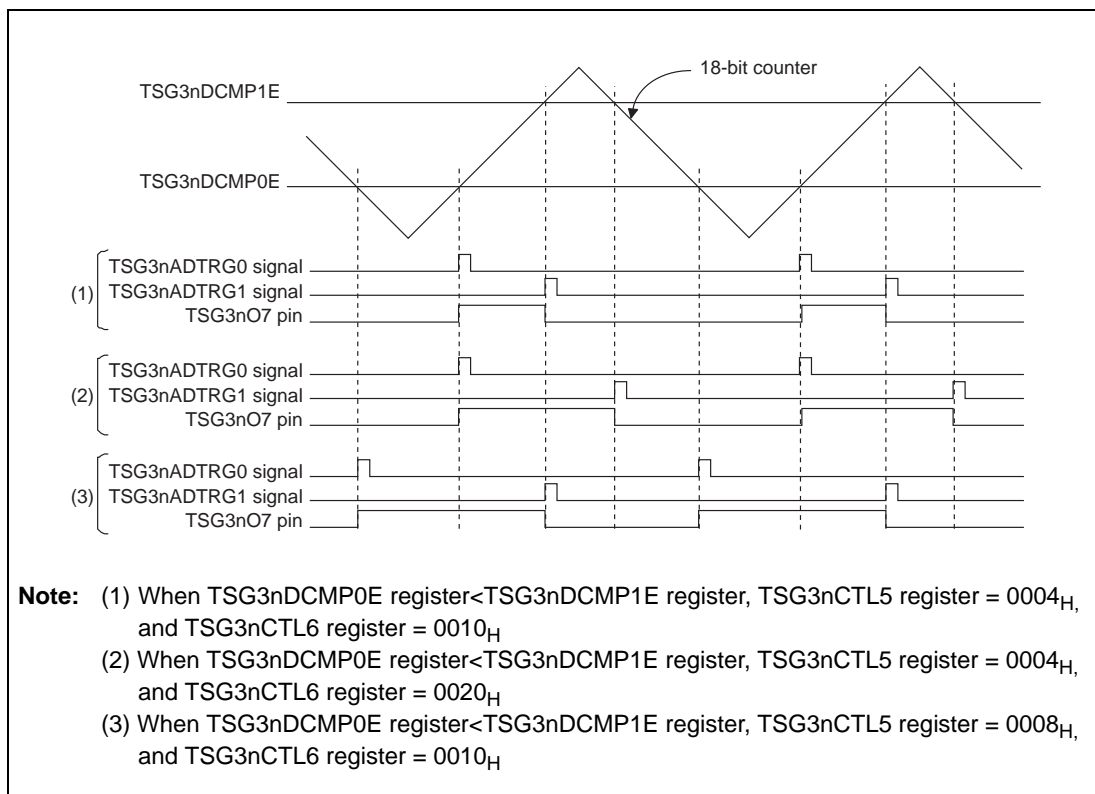 18-bit counter
TSG3nDCMP1E
TSG3nDCMP0E
(1)
TSG3nADTRG0 signal
TSG3nADTRG1 signal
TSG3nO7 pin
(2)
TSG3nADTRG0 signal
TSG3nADTRG1 signal
TSG3nO7 pin
(3)
TSG3nADTRG0 signal
TSG3nADTRG1 signal
TSG3nO7 pin
Note: (1) When TSG3nDCMP0E register<TSG3nDCMP1E register, TSG3nCTL5 register = 0004H,
and TSG3nCTL6 register = 0010H
(2) When TSG3nDCMP0E register<TSG3nDCMP1E register, TSG3nCTL5 register = 0004H,
and TSG3nCTL6 register = 0020H
(3) When TSG3nDCMP0E register<TSG3nDCMP1E register, TSG3nCTL5 register = 0008H,
and TSG3nCTL6 register = 0010H